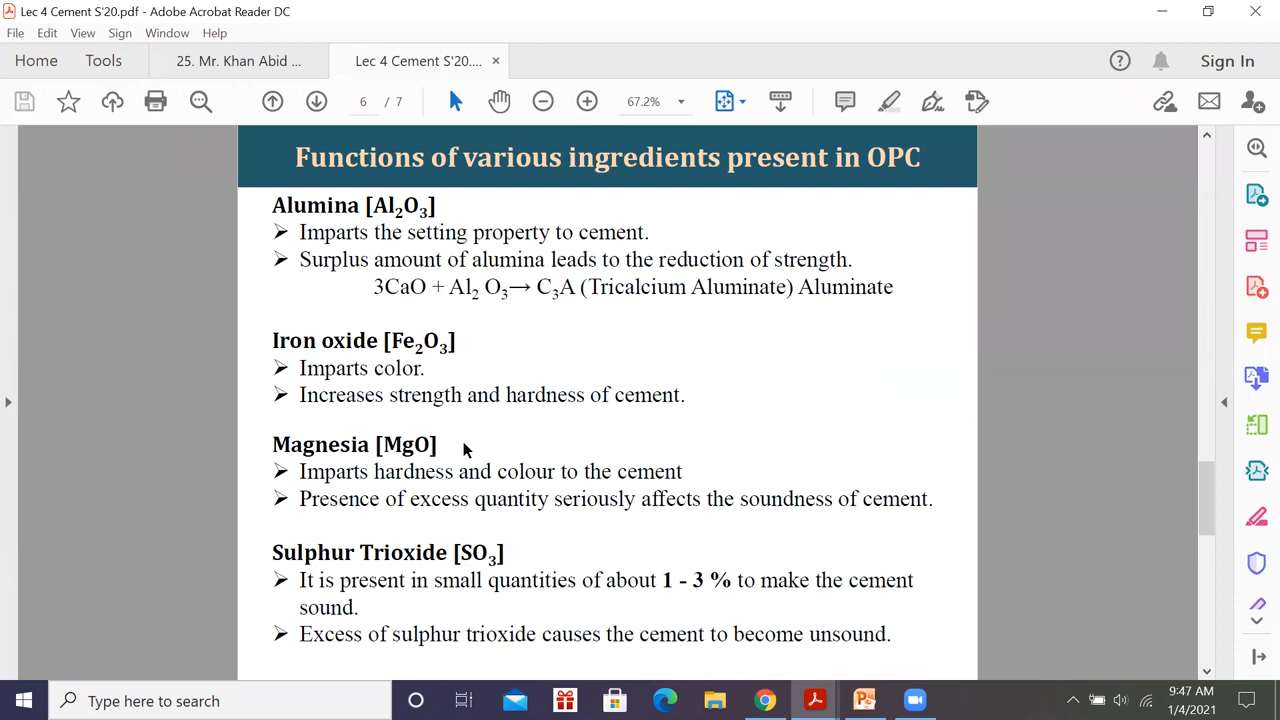 Lec 4 Cement S'20.pdf - Adobe Acrobat Reader DC
File Edit View Sign Window Help
Home Tools 25. Mr. Khan Abid ... Lec 4 Cement S'20.... × Sign In
6 / 7 67.2%
Functions of various ingredients present in OPC
Alumina [Al₂O₃]
➢ Imparts the setting property to cement.
➢ Surplus amount of alumina leads to the reduction of strength.
3CaO + Al₂ O₃→ C₃A (Tricalcium Aluminate) Aluminate
Iron oxide [Fe₂O₃]
➢ Imparts color.
➢ Increases strength and hardness of cement.
Magnesia [MgO]
➢ Imparts hardness and colour to the cement
➢ Presence of excess quantity seriously affects the soundness of cement.
Sulphur Trioxide [SO₃]
➢ It is present in small quantities of about 1 - 3 % to make the cement
sound.
➢ Excess of sulphur trioxide causes the cement to become unsound.
Type here to search
9:47 AM
1/4/2021